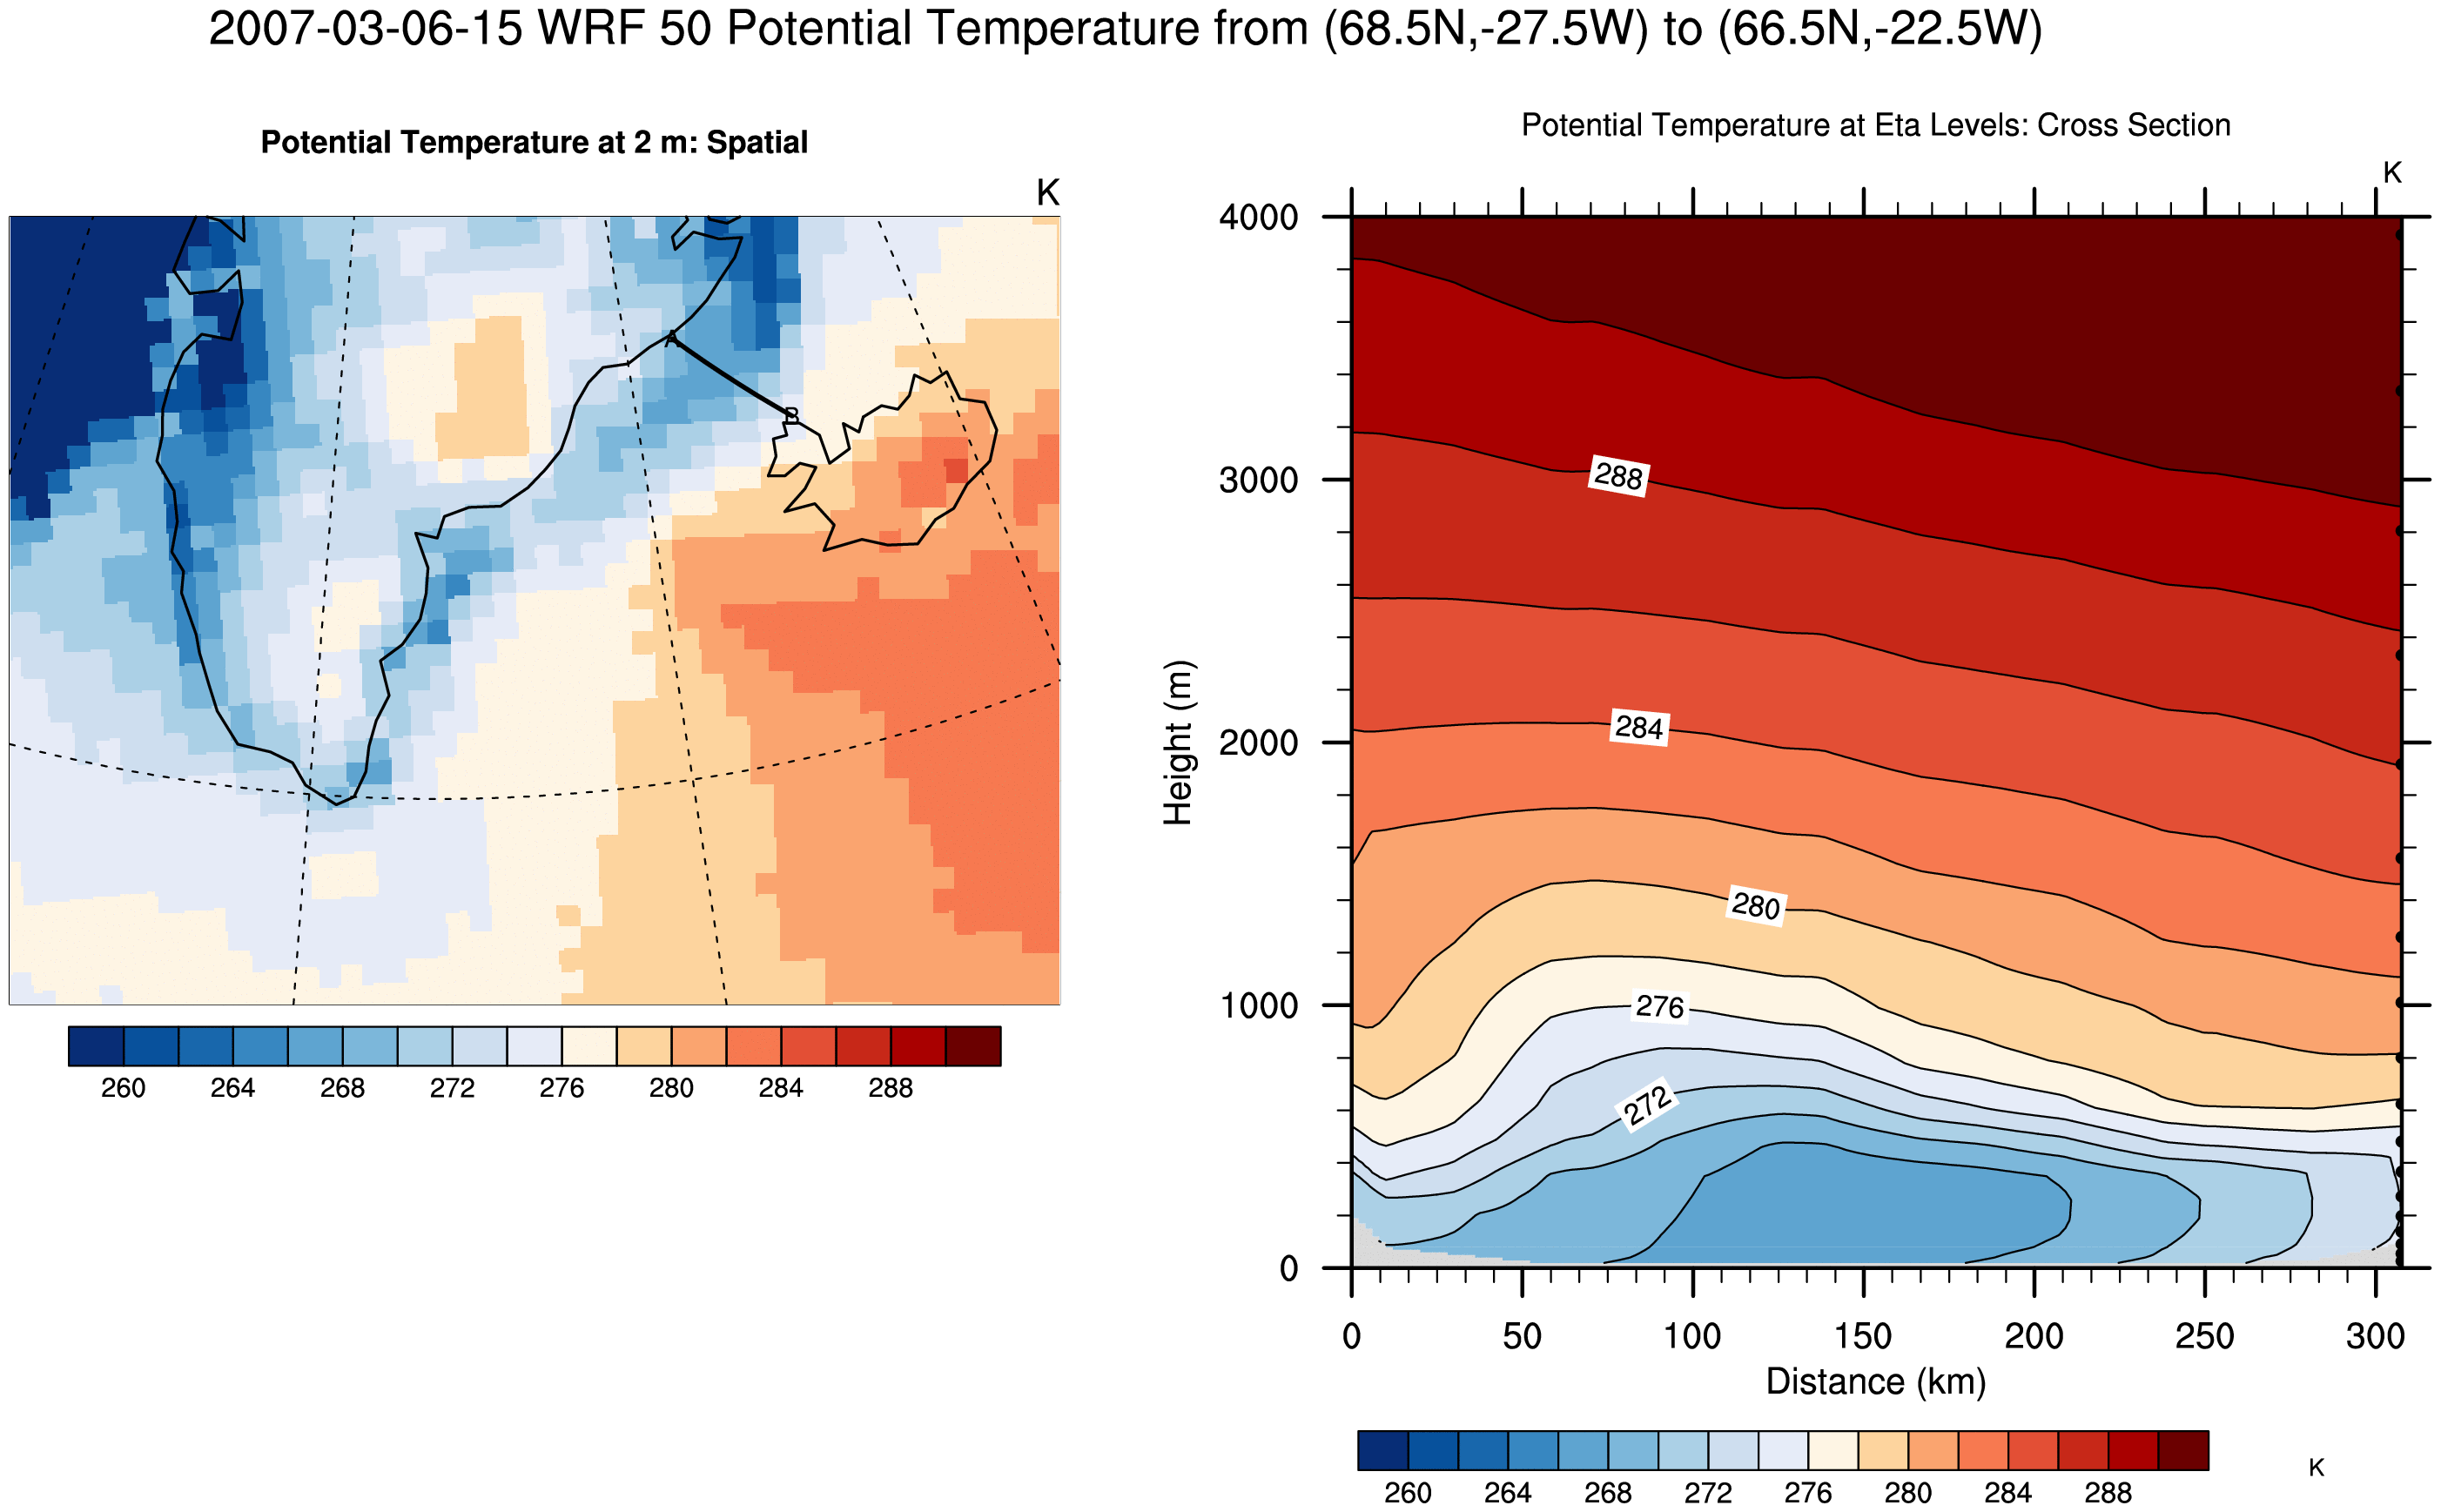 2007-03-06-15 WRF 50 Potential Temperature from (68.5N,-27.5W) to (66.5N,-22.5W)
Potential Temperature at 2 m: Spatial
K
A
B
260 264 268 272 276 280 284 288
Potential Temperature at Eta Levels: Cross Section
K
4000
3000
2000
1000
0
Height (m)
288
284
280
276
272
0 50 100 150 200 250 300
Distance (km)
260 264 268 272 276 280 284 288
K